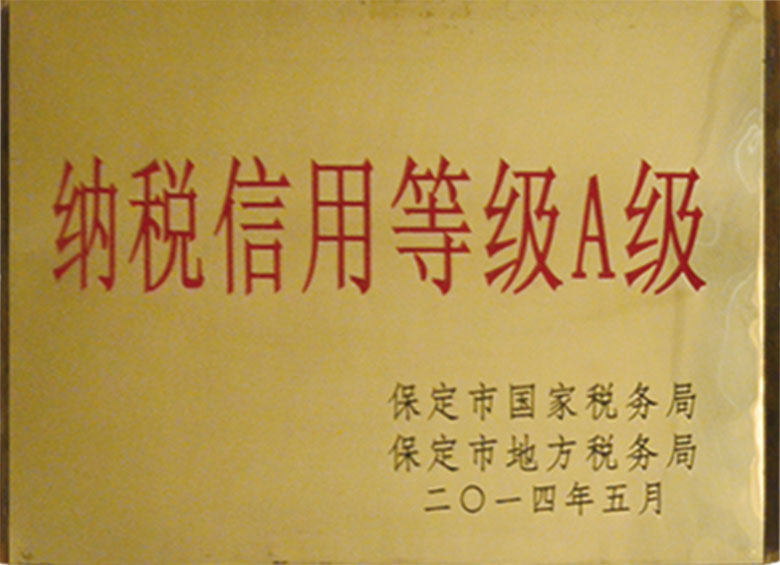 纳税信用等级A级
保定市国家税务局
保定市地方税务局
二〇一四年五月